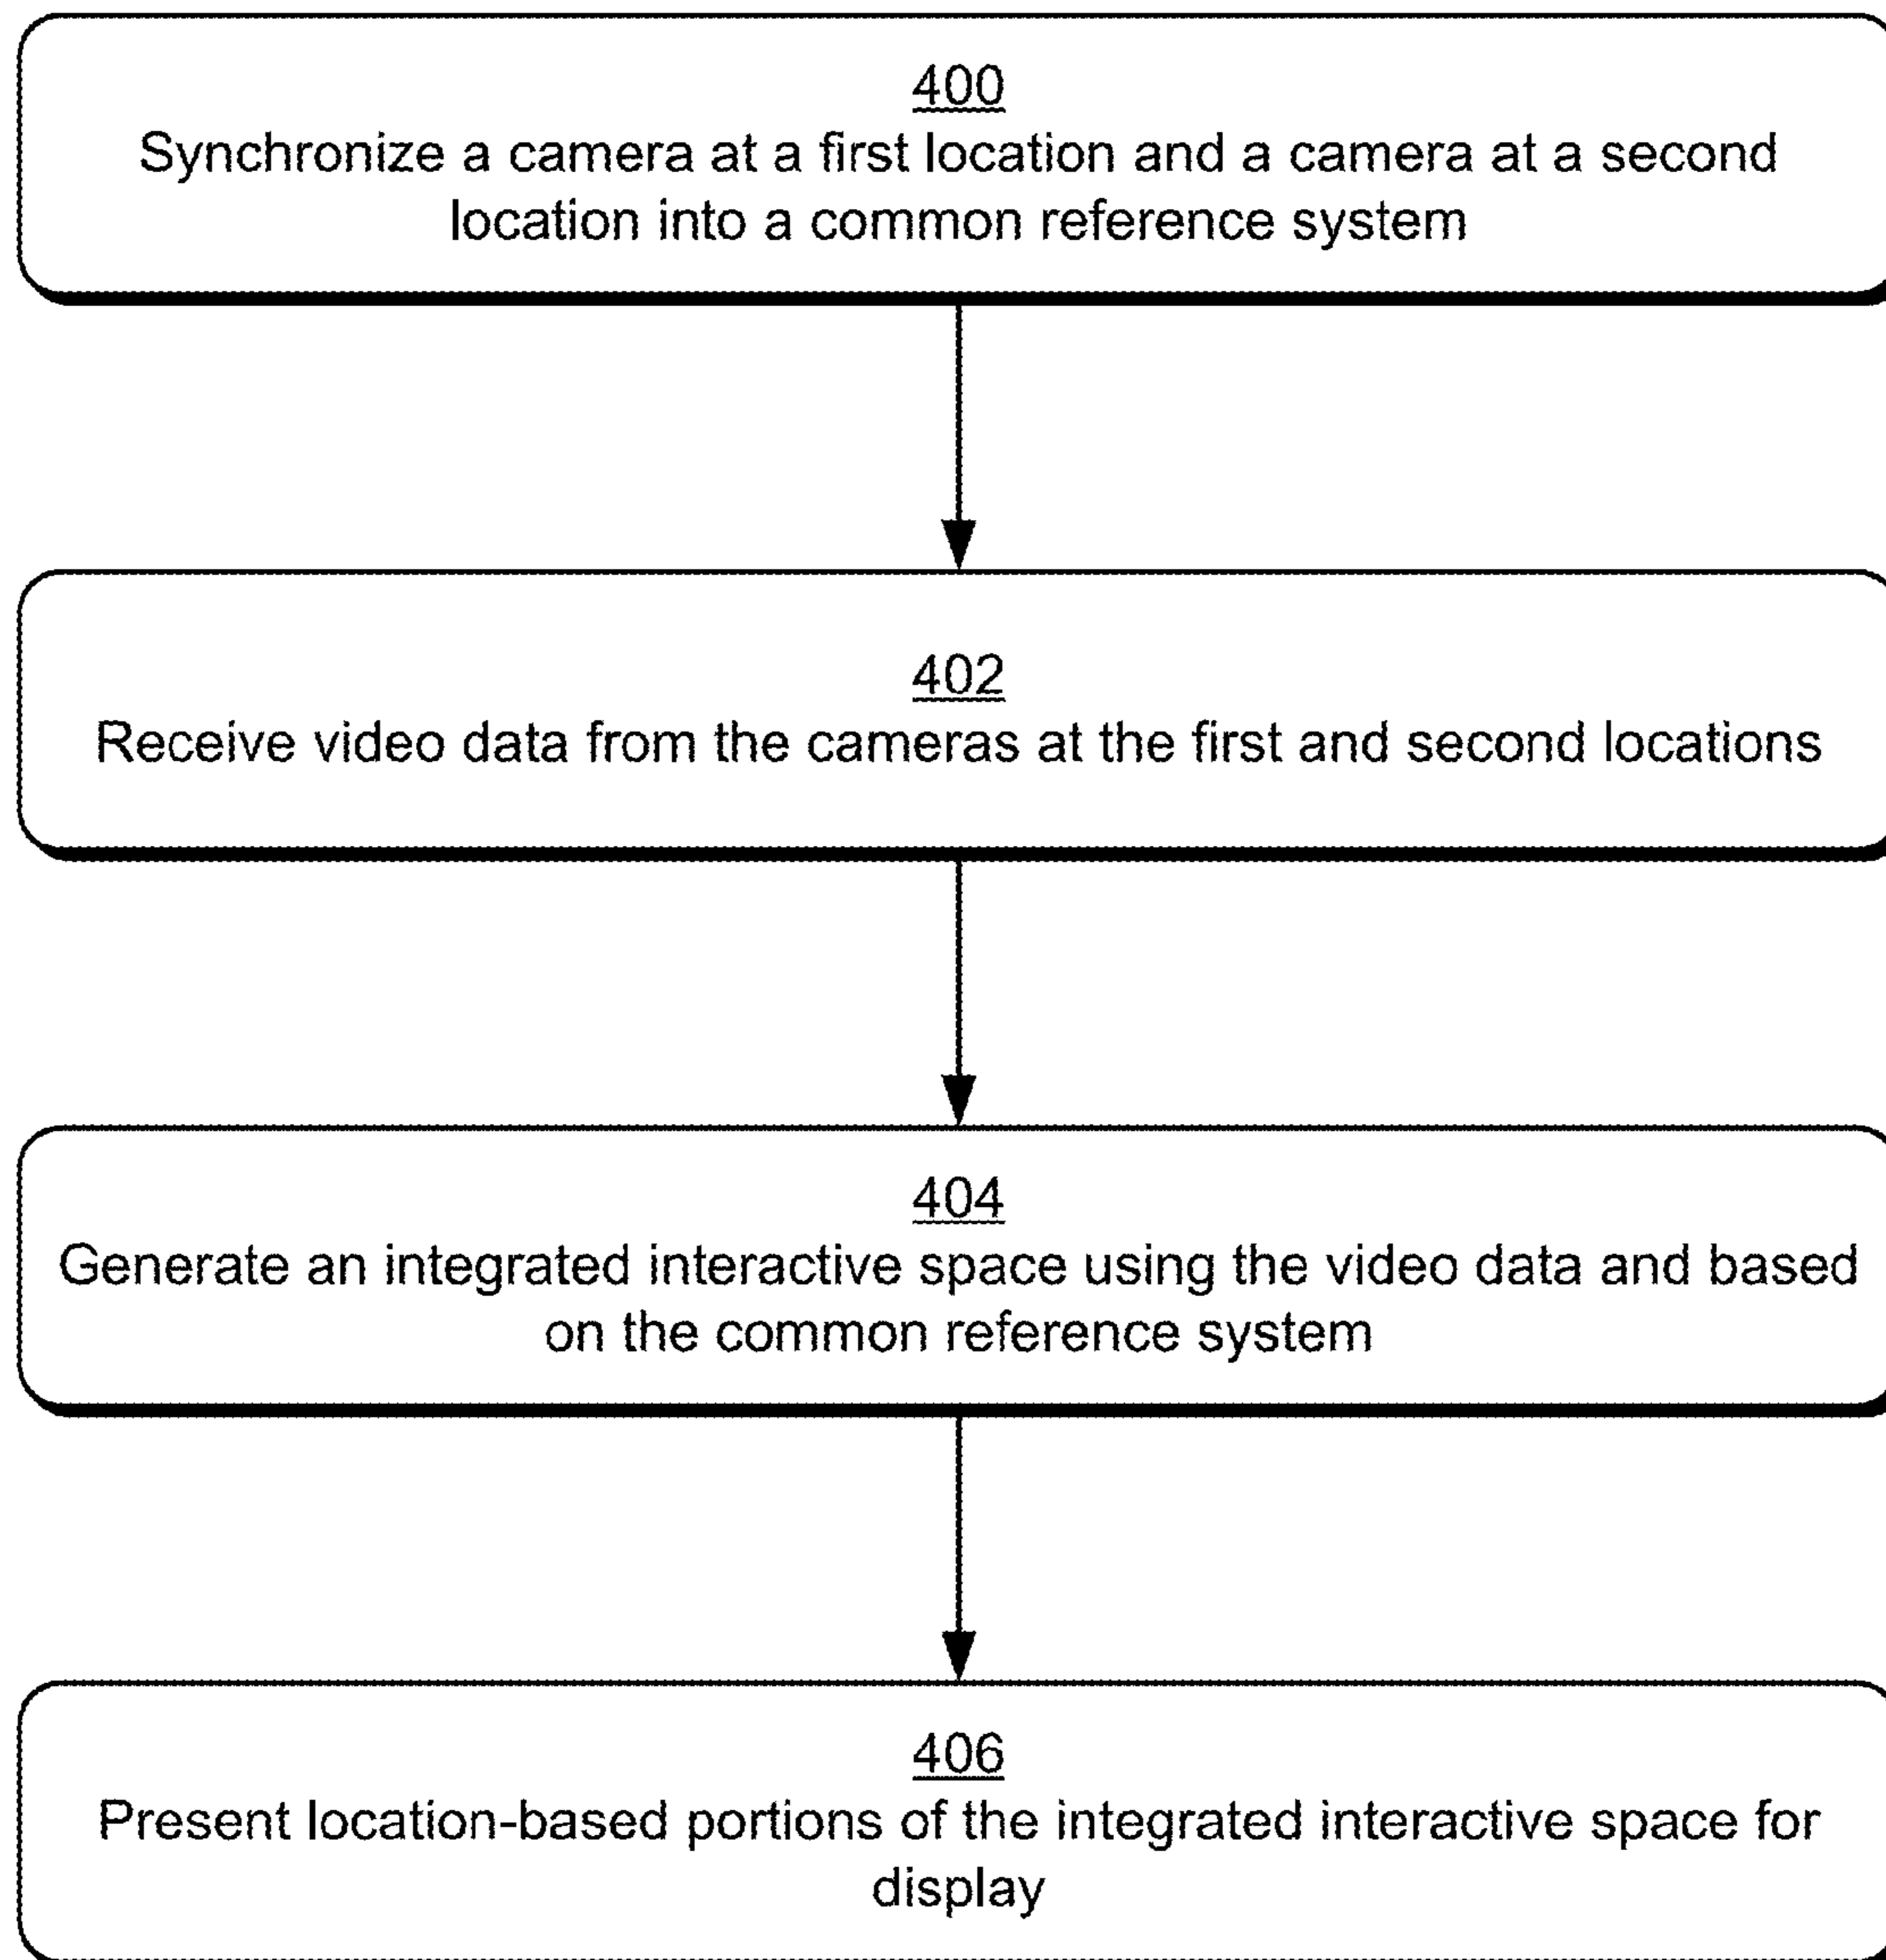 400
Synchronize a camera at a first location and a camera at a second
location into a common reference system
402
Receive video data from the cameras at the first and second locations
404
Generate an integrated interactive space using the video data and based
on the common reference system
406
Present location-based portions of the integrated interactive space for
display